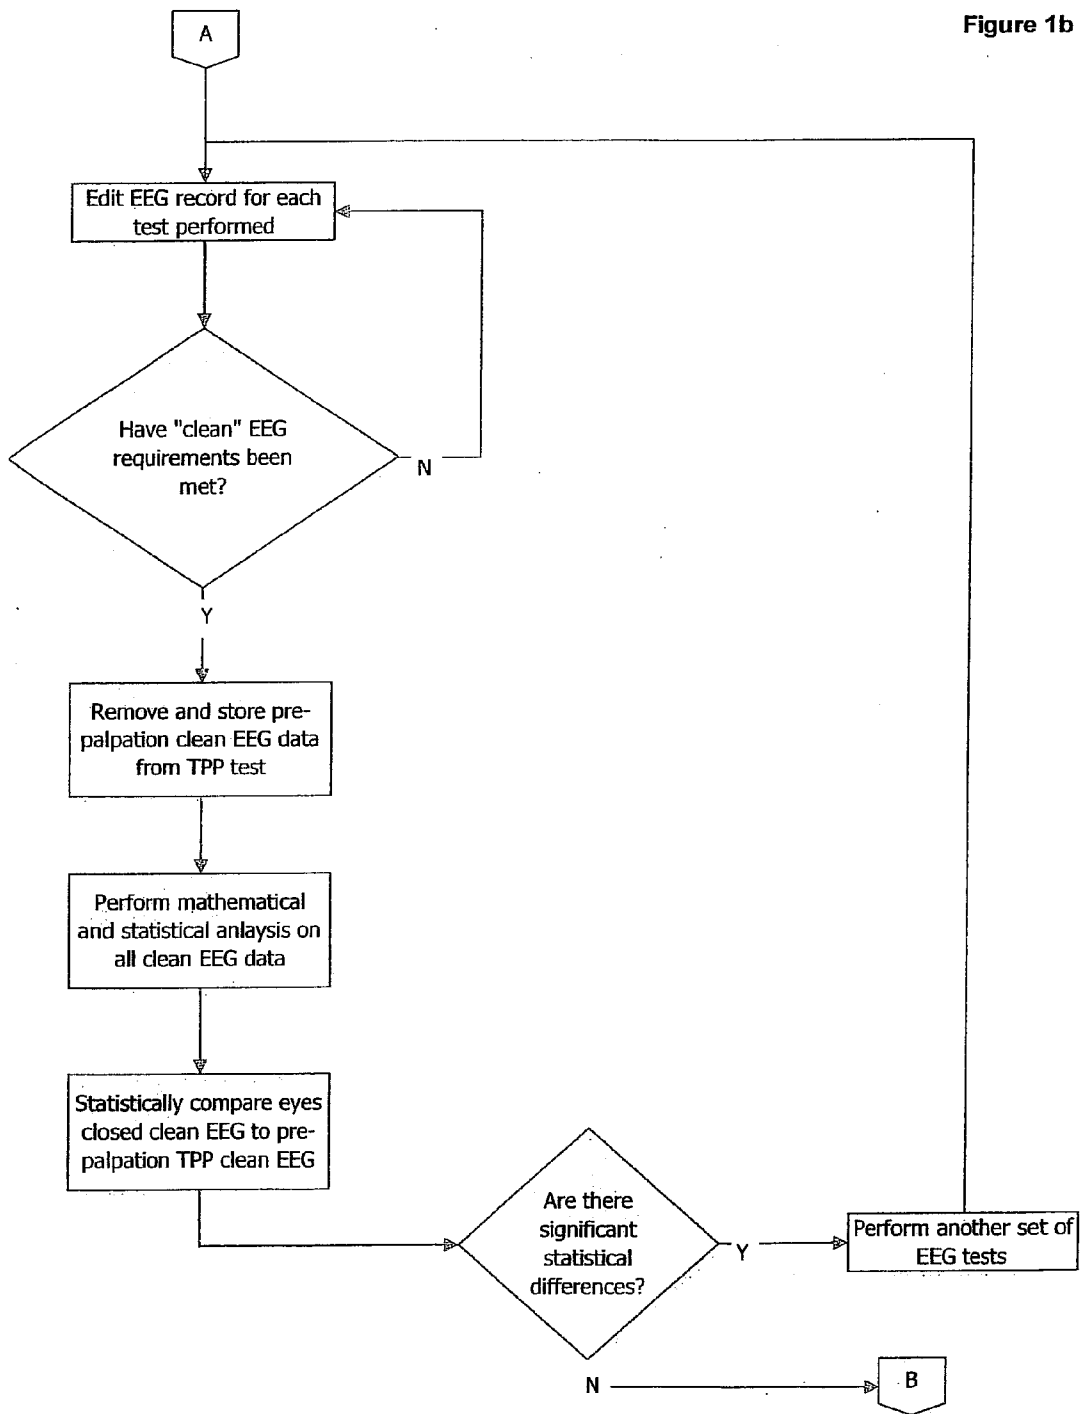 Figure 1b
A
Edit EEG record for each
test performed
Have "clean" EEG
requirements been
met?
N
Y
Remove and store pre-
palpation clean EEG data
from TPP test
Perform mathematical
and statistical anlaysis on
all clean EEG data
Statistically compare eyes
closed clean EEG to pre-
palpation TPP clean EEG
Are there
significant
statistical
differences?
Y
Perform another set of
EEG tests
N
B